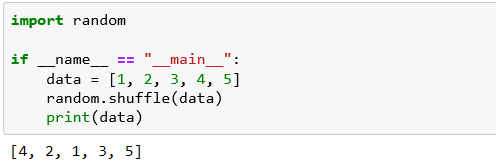 import random

if __name__ == "__main__":
    data = [1, 2, 3, 4, 5]
    random.shuffle(data)
    print(data)
[4, 2, 1, 3, 5]